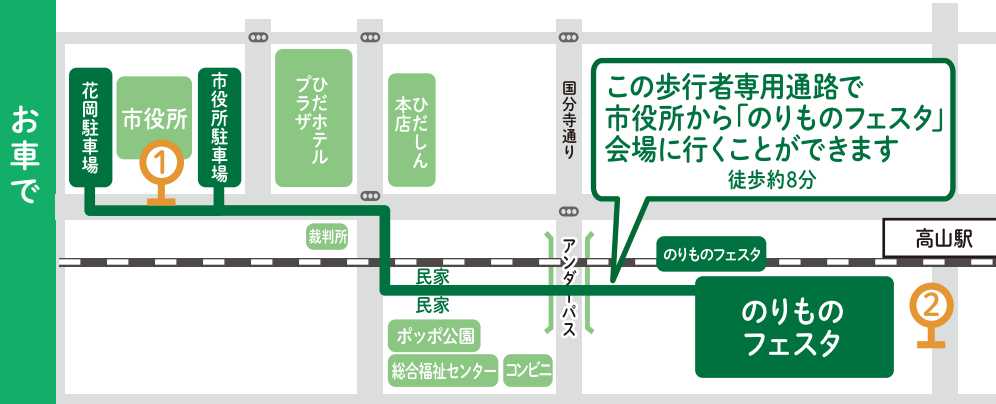 お車で
花岡駐車場
市役所
1
市役所駐車場
ひだホテル
プラザ
ひだしん
本店
国分寺通り
この歩行者専用通路で
市役所から「のりものフェスタ」
会場に行くことができます
徒歩約8分
裁判所
アンダーパス
のりものフェスタ
高山駅
民家
民家
のりもの
フェスタ
2
ポッポ公園
総合福祉センター
コンビニ